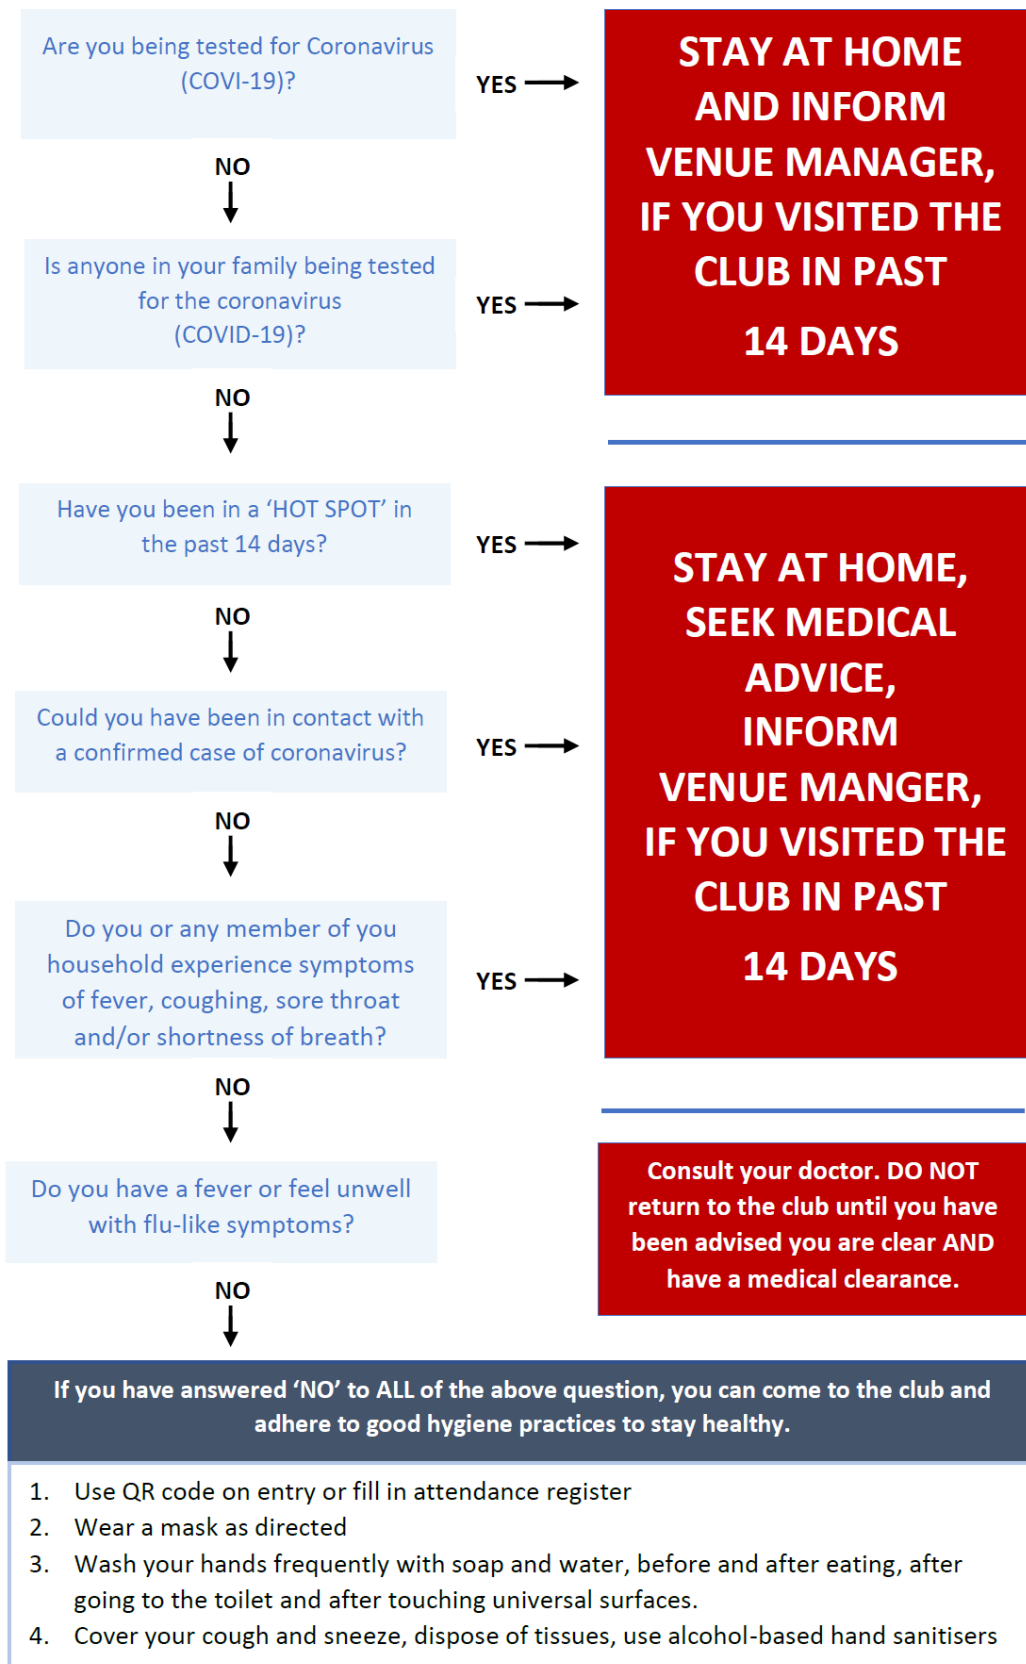 Are you being tested for Coronavirus
(COVI-19)?
YES
STAY AT HOME
AND INFORM
VENUE MANAGER,
IF YOU VISITED THE
CLUB IN PAST
14 DAYS
NO
Is anyone in your family being tested
for the coronavirus
(COVID-19)?
YES
NO
Have you been in a ‘HOT SPOT’ in
the past 14 days?
YES
STAY AT HOME,
SEEK MEDICAL
ADVICE,
INFORM
VENUE MANGER,
IF YOU VISITED THE
CLUB IN PAST
14 DAYS
NO
Could you have been in contact with
a confirmed case of coronavirus?
YES
NO
Do you or any member of you
household experience symptoms
of fever, coughing, sore throat
and/or shortness of breath?
YES
NO
Do you have a fever or feel unwell
with flu-like symptoms?
Consult your doctor. DO NOT
return to the club until you have
been advised you are clear AND
have a medical clearance.
NO
If you have answered ‘NO’ to ALL of the above question, you can come to the club and
adhere to good hygiene practices to stay healthy.
1. Use QR code on entry or fill in attendance register
2. Wear a mask as directed
3. Wash your hands frequently with soap and water, before and after eating, after
going to the toilet and after touching universal surfaces.
4. Cover your cough and sneeze, dispose of tissues, use alcohol-based hand sanitisers